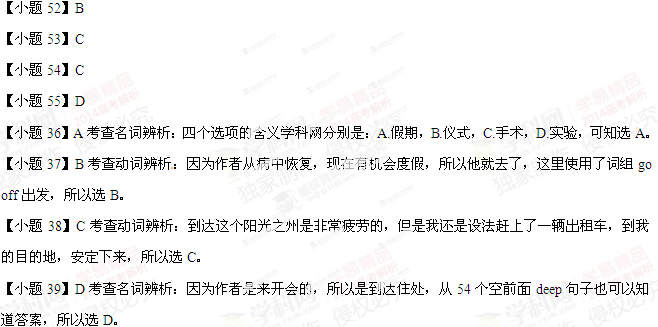 【小题 52】B
【小题 53】C
【小题 54】C
【小题 55】D
【小题 36】A 考查名词辨析：四个选项的含义学科网分别是：A.假期，B.仪式，C.手术，D.实验，可知选 A。
【小题 37】B 考查动词辨析：因为作者从病中恢复，现在有机会度假，所以他就去了，这里使用了词组 go
off 出发，所以选 B。
【小题 38】C 考查动词辨析：到达这个阳光之州是非常疲劳的，但是我还是设法赶上了一辆出租车，到我
的目的地，安定下来，所以选 C。
【小题 39】D 考查名词辨析：因为作者是来开会的，所以是到达住处，从 54 个空前面 deep 句子也可以知
道答案，所以选 D。